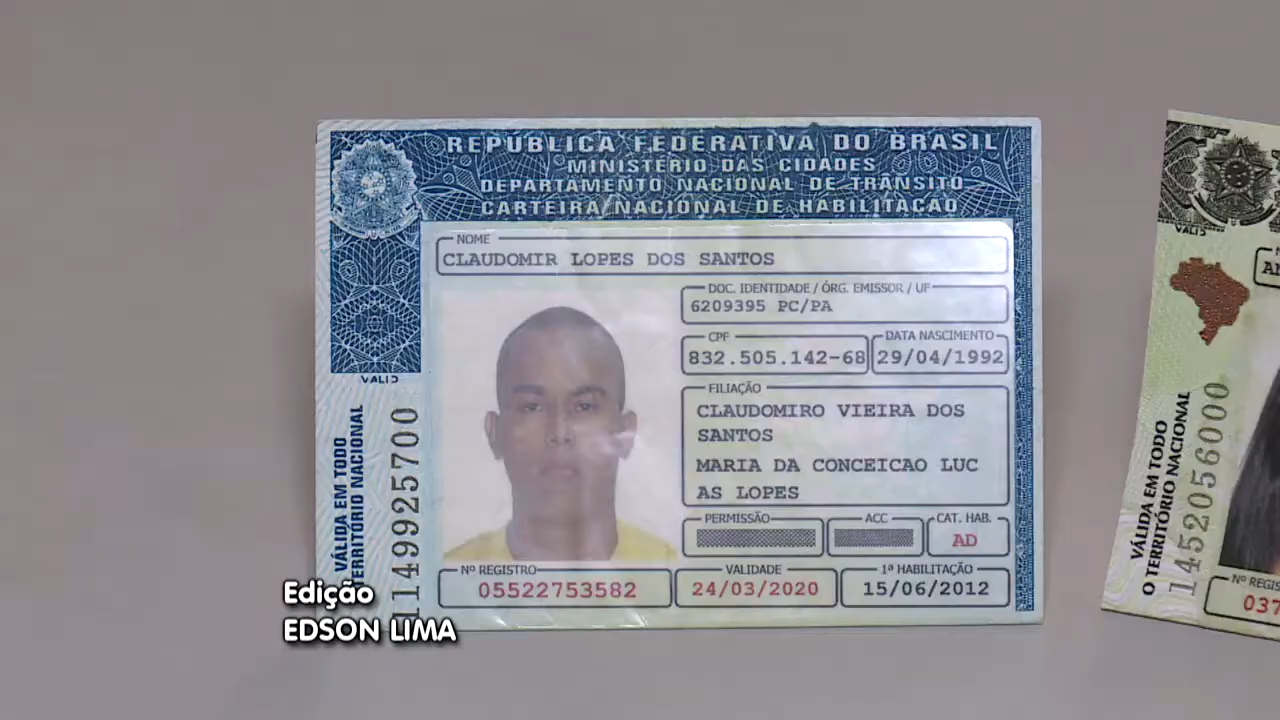 REPÚBLICA FEDERATIVA DO BRASIL
MINISTÉRIO DAS CIDADES
DEPARTAMENTO NACIONAL DE TRÂNSITO
CARTEIRA NACIONAL DE HABILITAÇÃO
NOME
CLAUDOMIR LOPES DOS SANTOS
DOC. IDENTIDADE / ÓRG. EMISSOR / UF
6209395 PC/PA
CPF
832.505.142-68
DATA NASCIMENTO
29/04/1992
FILIAÇÃO
CLAUDOMIRO VIEIRA DOS
SANTOS
MARIA DA CONCEICAO LUC
AS LOPES
PERMISSÃO
ACC
CAT. HAB.
AD
Nº REGISTRO
05522753582
VALIDADE
24/03/2020
1ª HABILITAÇÃO
15/06/2012
VALID
VÁLIDA EM TODO
TERRITÓRIO NACIONAL
1149925700
Edição
EDSON LIMA
VALID
VÁLIDA EM TODO
O TERRITÓRIO NACIONAL
1452056000
Nº REGIS
037